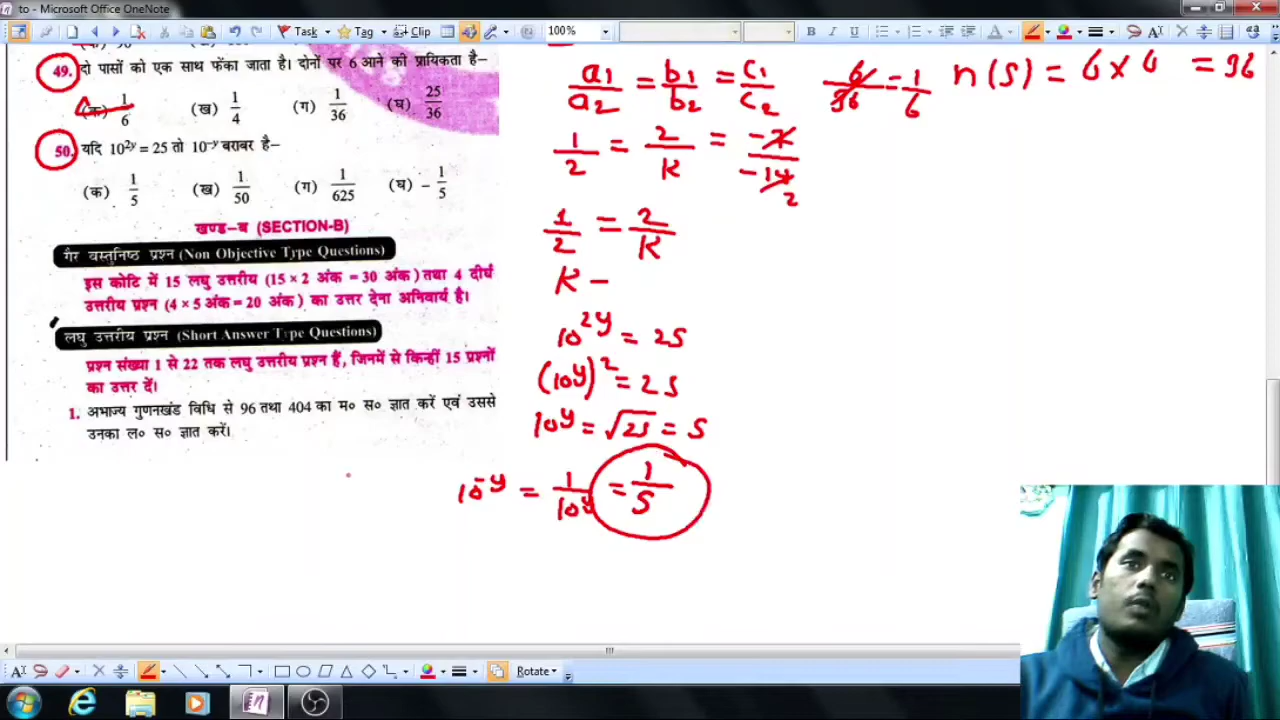 to - Microsoft Office OneNote
Task Tag Clip 100%
49. दो पासों को एक साथ फेंका जाता है। दोनों पर 6 आने की प्रायिकता है-
(क) 1/6 (ख) 1/4 (ग) 1/36 (घ) 25/36
50. यदि 10^2y = 25 तो 10^-y बराबर है-
(क) 1/5 (ख) 1/50 (ग) 1/625 (घ) - 1/5
खण्ड-ब (SECTION-B)
गैर वस्तुनिष्ठ प्रश्न (Non Objective Type Questions)
इस कोटि में 15 लघु उत्तरीय (15 × 2 अंक = 30 अंक) तथा 4 दीर्घ
उत्तरीय प्रश्न (4 × 5 अंक = 20 अंक) का उत्तर देना अनिवार्य है।
लघु उत्तरीय प्रश्न (Short Answer Type Questions)
प्रश्न संख्या 1 से 22 तक लघु उत्तरीय प्रश्न हैं, जिनमें से किन्हीं 15 प्रश्नों
का उत्तर दें।
1. अभाज्य गुणनखंड विधि से 96 तथा 404 का म० स० ज्ञात करें एवं उससे
उनका ल० स० ज्ञात करें।
a1/a2 = b1/b2 = c1/c2
6/36 = 1/6
n(S) = 6 × 6 = 36
1/2 = 2/K = -7/-14 2
1/2 = 2/K
K =
10^2y = 25
(10^y)^2 = 25
10^y = √25 = 5
10^-y = 1/10^y = 1/5
Rotate